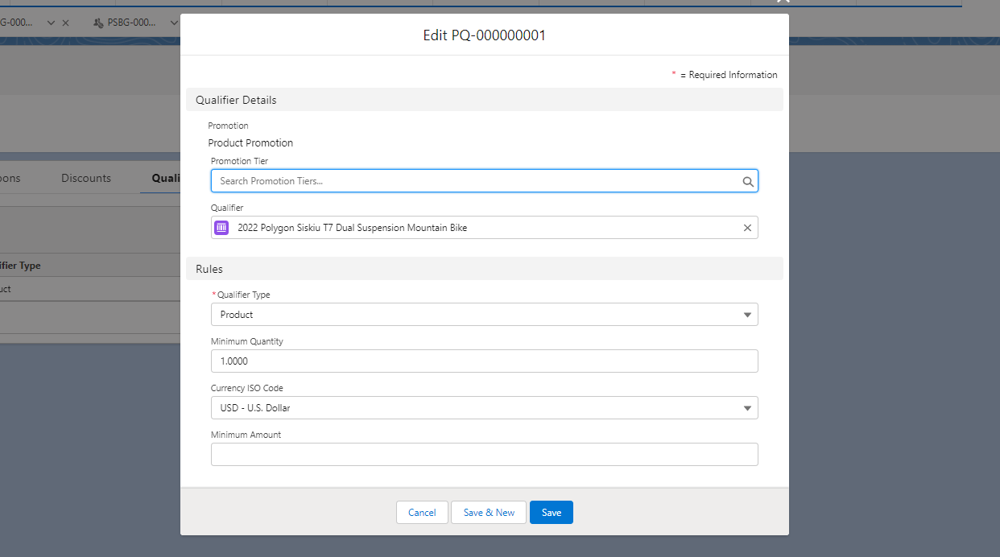 G-000...
PSBG-000...
Edit PQ-000000001
* = Required Information
Qualifier Details
Promotion
Product Promotion
Promotion Tier
Search Promotion Tiers...
Qualifier
2022 Polygon Siskiu T7 Dual Suspension Mountain Bike
Rules
*Qualifier Type
Product
Minimum Quantity
1.0000
Currency ISO Code
USD - U.S. Dollar
Minimum Amount
Cancel
Save & New
Save
pons
Discounts
Quali
ifier Type
uct